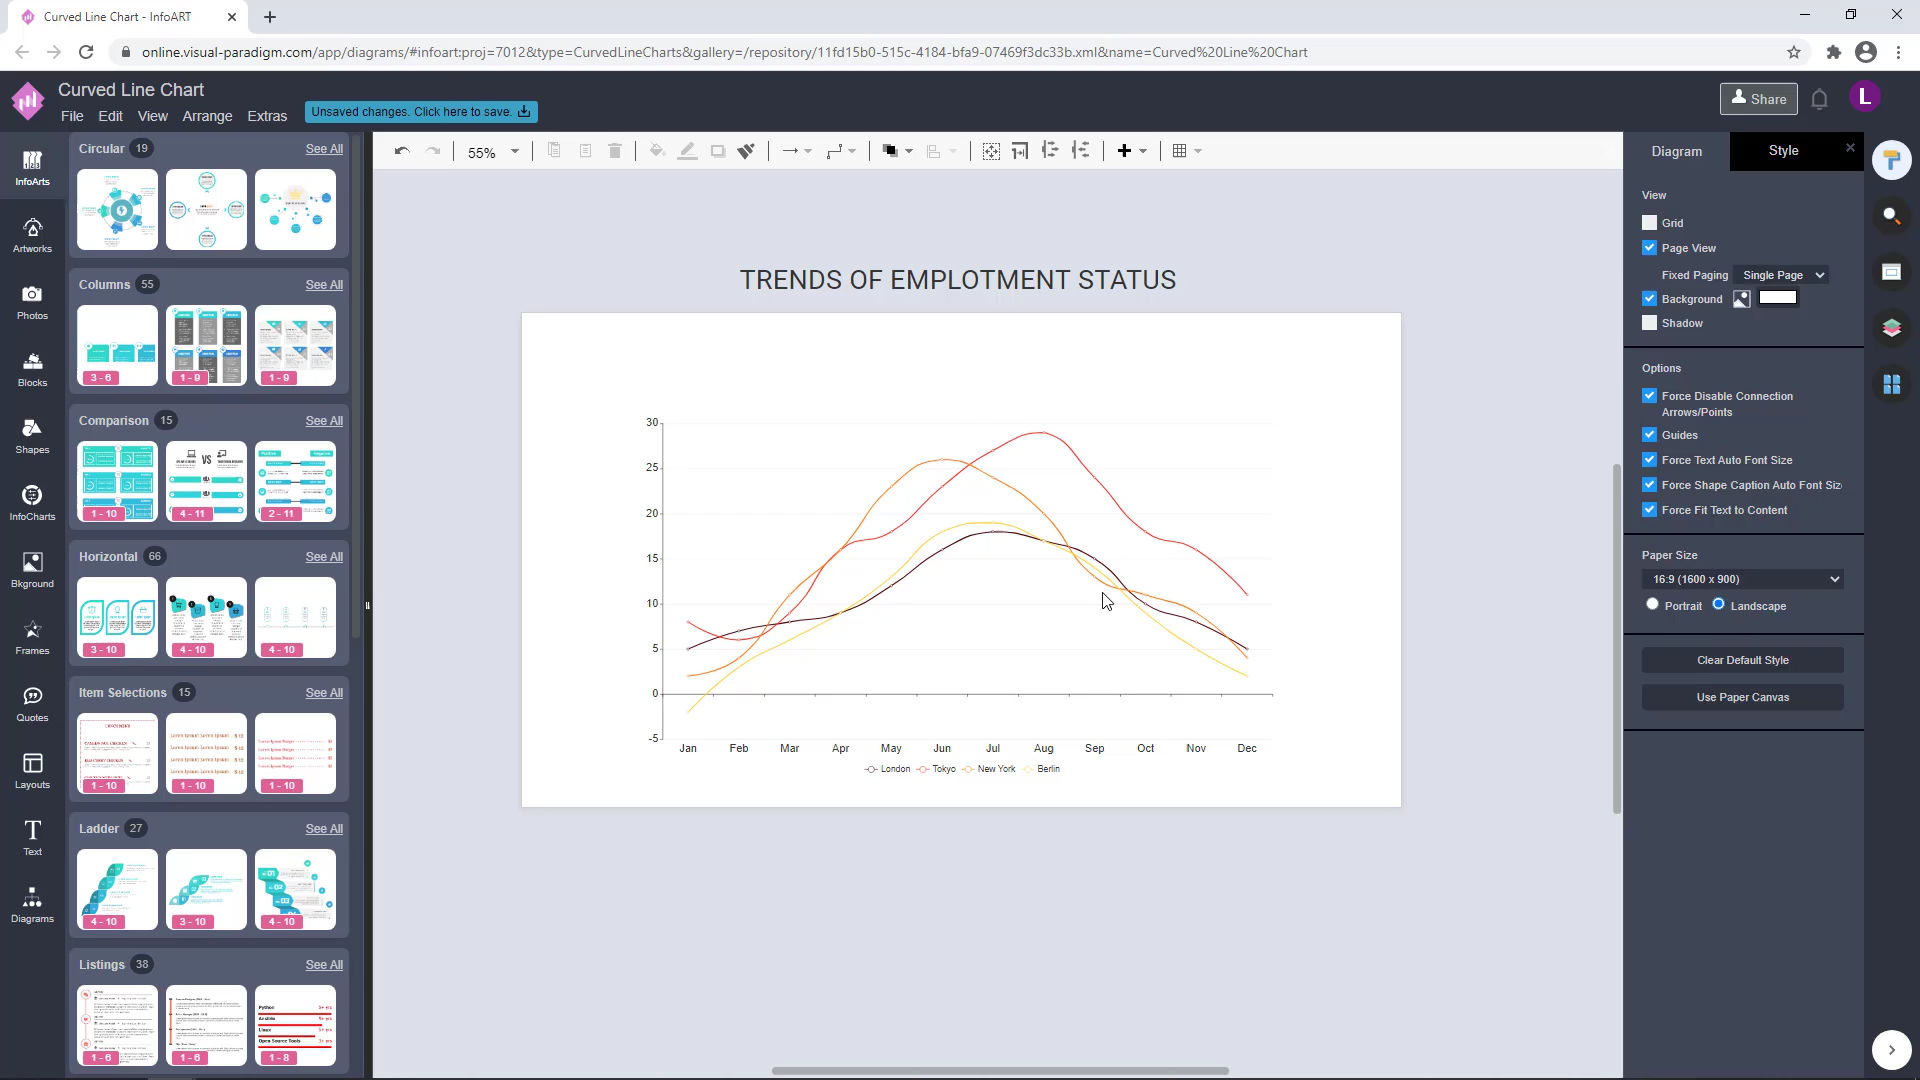 Curved Line Chart - InfoART
online.visual-paradigm.com/app/diagrams/#infoart:proj=7012&type=CurvedLineCharts&gallery=/repository/11fd15b0-515c-4184-bfa9-07469f3dc33b.xml&name=Curved%20Line%20Chart
Curved Line Chart
File Edit View Arrange Extras
Unsaved changes. Click here to save.
Share
L
InfoArts
Artworks
Photos
Blocks
Shapes
InfoCharts
Bkground
Frames
Quotes
Layouts
Text
Diagrams
Circular 19 See All
Columns 55 See All
3 - 6
1 - 9
1 - 9
Comparison 15 See All
VS
1 - 10
4 - 11
2 - 11
Horizontal 66 See All
3 - 10
4 - 10
4 - 10
Item Selections 15 See All
1 - 10
1 - 10
1 - 10
Ladder 27 See All
4 - 10
3 - 10
4 - 10
Listings 38 See All
Python
Linux
Open Source Tools
1 - 6
1 - 6
1 - 8
55%
TRENDS OF EMPLOTMENT STATUS
30
25
20
15
10
5
0
-5
Jan Feb Mar Apr May Jun Jul Aug Sep Oct Nov Dec
London Tokyo New York Berlin
Diagram Style
View
Grid
Page View
Fixed Paging Single Page
Background
Shadow
Options
Force Disable Connection
Arrows/Points
Guides
Force Text Auto Font Size
Force Shape Caption Auto Font Siz
Force Fit Text to Content
Paper Size
16:9 (1600 x 900)
Portrait Landscape
Clear Default Style
Use Paper Canvas